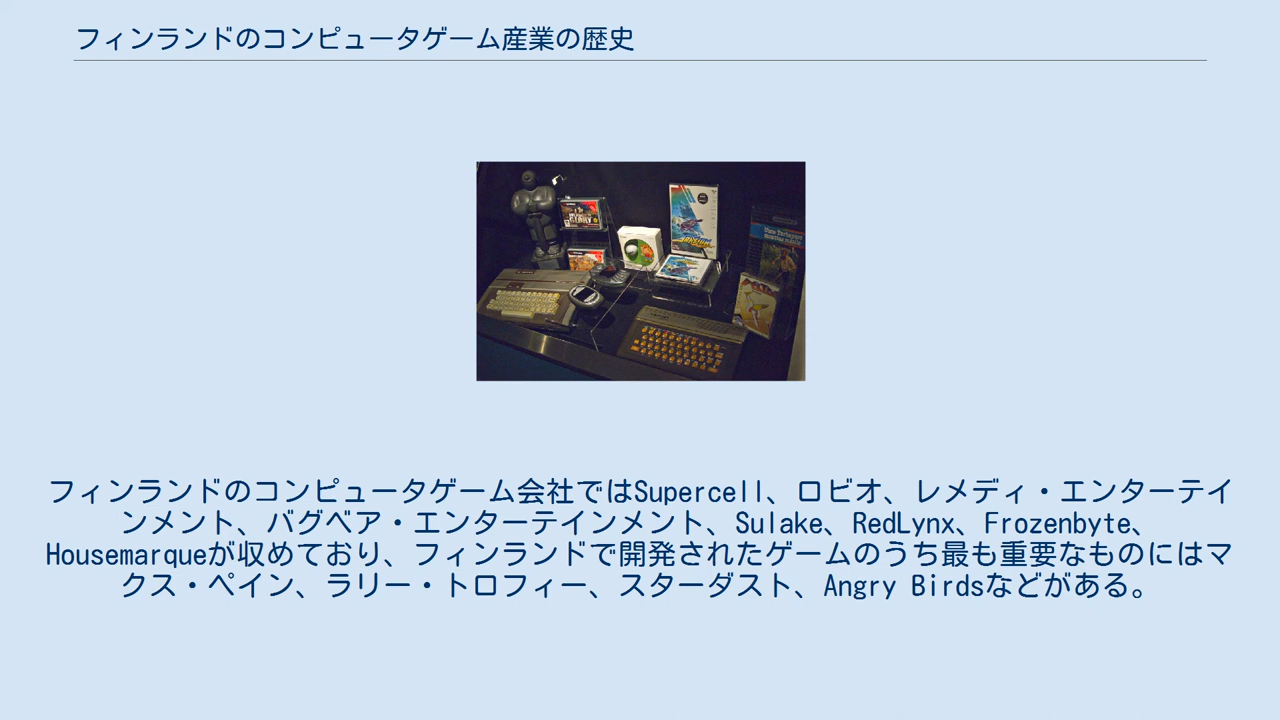 フィンランドのコンピュータゲーム産業の歴史
フィンランドのコンピュータゲーム会社ではSupercell、ロビオ、レメディ・エンターテイ
ンメント、バグベア・エンターテインメント、Sulake、RedLynx、Frozenbyte、
Housemarqueが収めており、フィンランドで開発されたゲームのうち最も重要なものにはマ
クス・ペイン、ラリー・トロフィー、スターダスト、Angry Birdsなどがある。